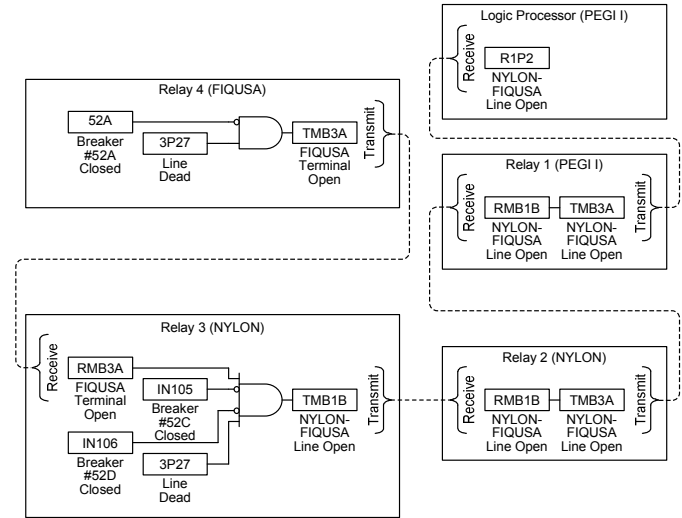 Logic Processor (PEGI I)
Receive
R1P2
NYLON-
FIQUSA
Line Open
Relay 4 (FIQUSA)
52A
Breaker
#52A
Closed
3P27
Line
Dead
TMB3A
FIQUSA
Terminal
Open
Transmit
Relay 1 (PEGI I)
Receive
RMB1B
NYLON-
FIQUSA
Line Open
TMB3A
NYLON-
FIQUSA
Line Open
Transmit
Relay 3 (NYLON)
Receive
RMB3A
FIQUSA
Terminal
Open
IN105
Breaker
#52C
Closed
IN106
Breaker
#52D
Closed
3P27
Line
Dead
TMB1B
NYLON-
FIQUSA
Line Open
Transmit
Relay 2 (NYLON)
Receive
RMB1B
NYLON-
FIQUSA
Line Open
TMB3A
NYLON-
FIQUSA
Line Open
Transmit